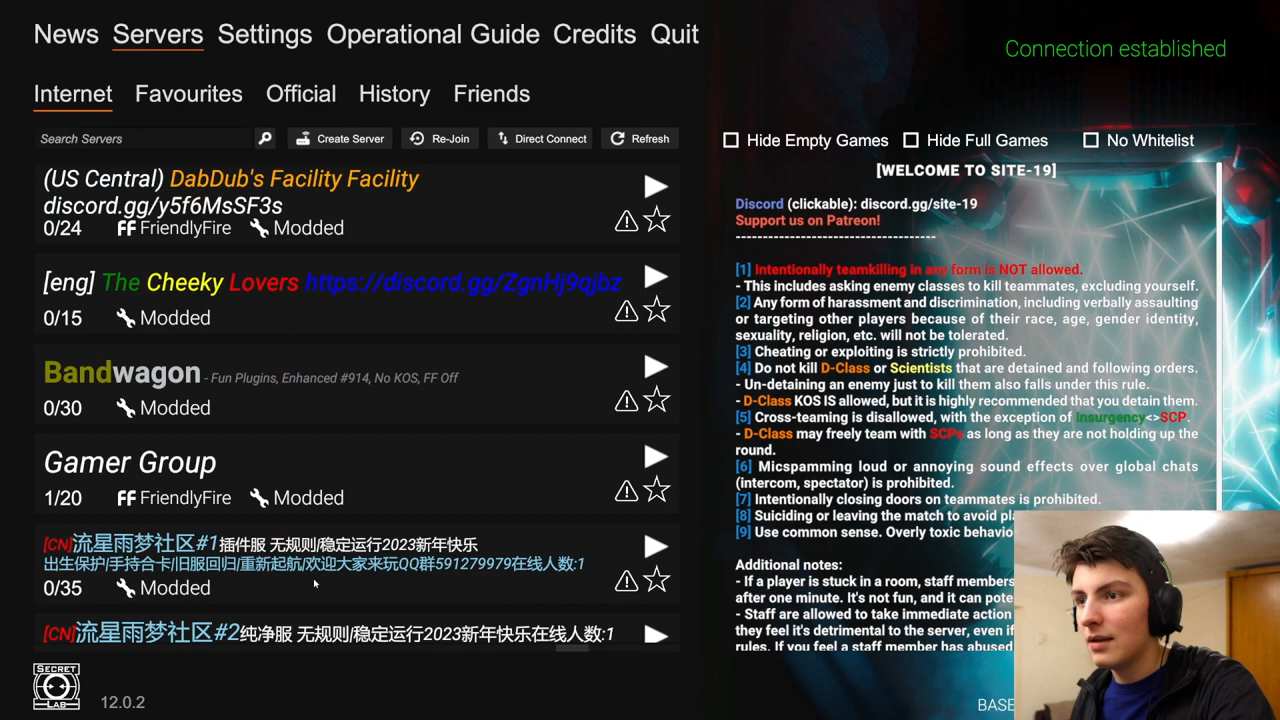 News Servers Settings Operational Guide Credits Quit
Connection established
Internet Favourites Official History Friends
Search Servers Create Server Re-Join Direct Connect Refresh
Hide Empty Games Hide Full Games No Whitelist
(US Central) DabDub's Facility Facility
discord.gg/y5f6MsSF3s
0/24 FF FriendlyFire Modded
[eng] The Cheeky Lovers https://discord.gg/ZgnHj9qjbz
0/15 Modded
Bandwagon - Fun Plugins, Enhanced #914, No KOS, FF Off
0/30 Modded
Gamer Group
1/20 FF FriendlyFire Modded
[CN]流星雨梦社区#1插件服 无规则/稳定运行2023新年快乐
出生保护/手持合卡/旧服回归/重新起航/欢迎大家来玩QQ群591279979在线人数:1
0/35 Modded
[CN]流星雨梦社区#2纯净服 无规则/稳定运行2023新年快乐在线人数:1
SECRET LAB
12.0.2
[WELCOME TO SITE-19]
Discord (clickable): discord.gg/site-19
Support us on Patreon!
------------------------------------
[1] Intentionally teamkilling in any form is NOT allowed.
- This includes asking enemy classes to kill teammates, excluding yourself.
[2] Any form of harassment and discrimination, including verbally assaulting
or targeting other players because of their race, age, gender identity,
sexuality, religion, etc. will not be tolerated.
[3] Cheating or exploiting is strictly prohibited.
[4] Do not kill D-Class or Scientists that are detained and following orders.
- Un-detaining an enemy just to kill them also falls under this rule.
- D-Class KOS IS allowed, but it is highly recommended that you detain them.
[5] Cross-teaming is disallowed, with the exception of Insurgency<>SCP.
- D-Class may freely team with SCPs as long as they are not holding up the
round.
[6] Micspamming loud or annoying sound effects over global chats
(intercom, spectator) is prohibited.
[7] Intentionally closing doors on teammates is prohibited.
[8] Suiciding or leaving the match to avoid
[9] Use common sense. Overly toxic
Additional notes:
- If a player is stuck in a room, staff members
after one minute. It's not fun, and it can
- Staff are allowed to take immediate action
they feel it's detrimental to the server, even if
rules. If you feel a staff member has abused
BASE